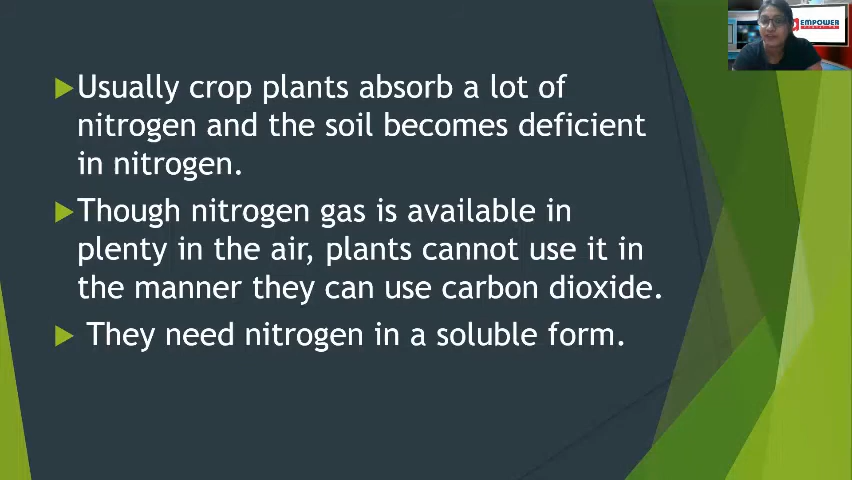 Usually crop plants absorb a lot of
nitrogen and the soil becomes deficient
in nitrogen.
Though nitrogen gas is available in
plenty in the air, plants cannot use it in
the manner they can use carbon dioxide.
They need nitrogen in a soluble form.
EMPOWER